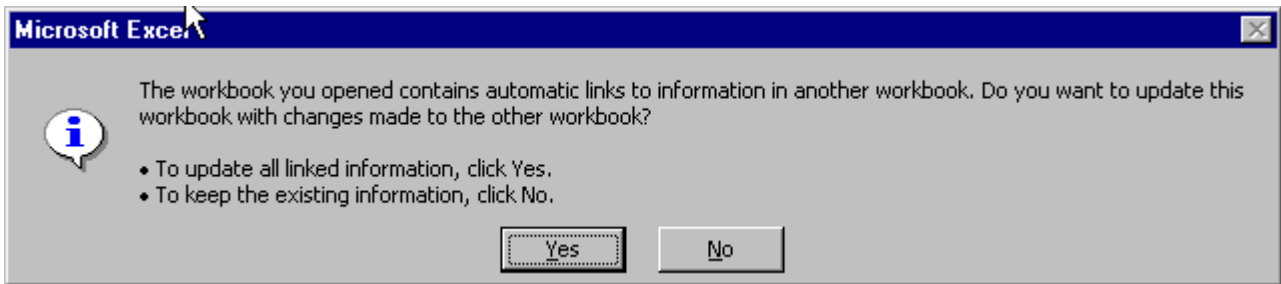 Microsoft Excel
The workbook you opened contains automatic links to information in another workbook. Do you want to update this
workbook with changes made to the other workbook?
• To update all linked information, click Yes.
• To keep the existing information, click No.
Yes No